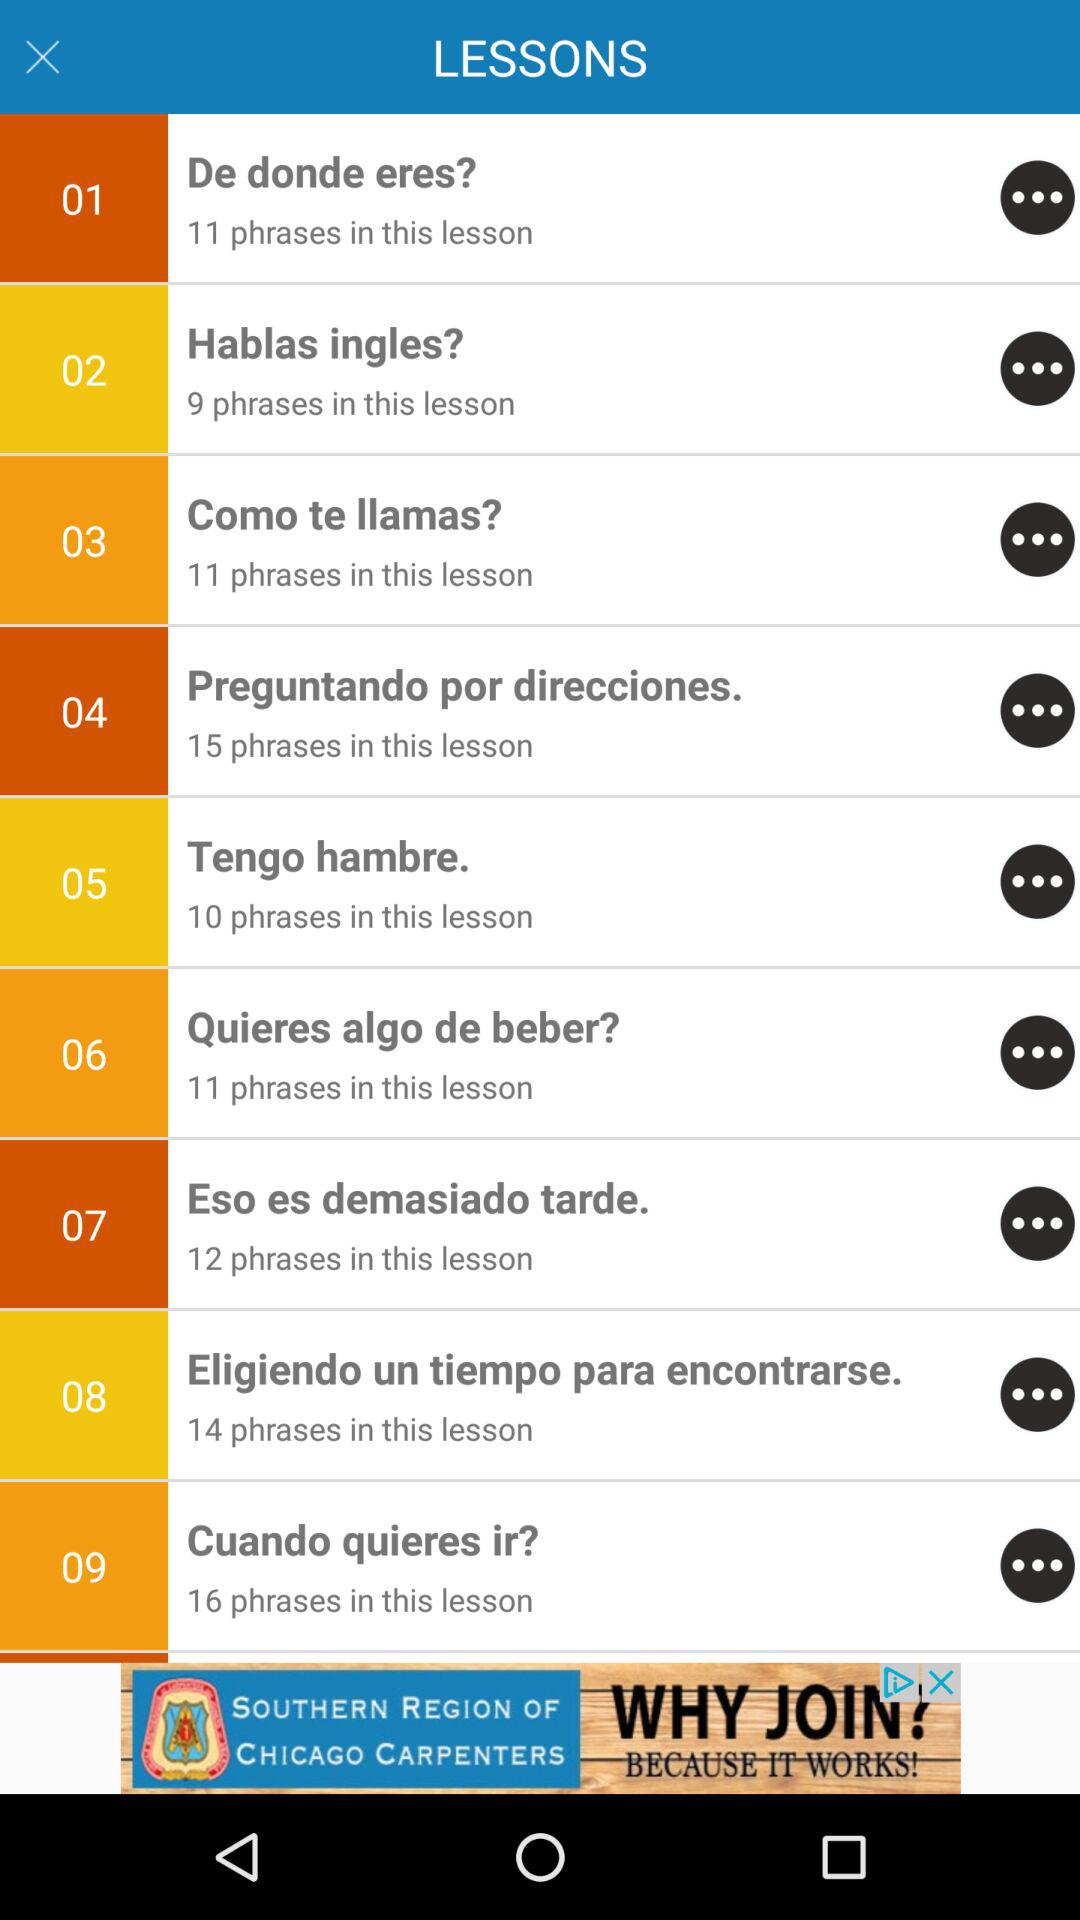 LESSONS
01
De donde eres?
11 phrases in this lesson
02
Hablas ingles?
9 phrases in this lesson
03
Como te llamas?
11 phrases in this lesson
04
Preguntando por direcciones.
15 phrases in this lesson
05
Tengo hambre.
10 phrases in this lesson
06
Quieres algo de beber?
11 phrases in this lesson
07
Eso es demasiado tarde.
12 phrases in this lesson
08
Eligiendo un tiempo para encontrarse.
14 phrases in this lesson
09
Cuando quieres ir?
16 phrases in this lesson
SOUTHERN REGION OF
CHICAGO CARPENTERS
WHY JOIN?
BECAUSE IT WORKS!